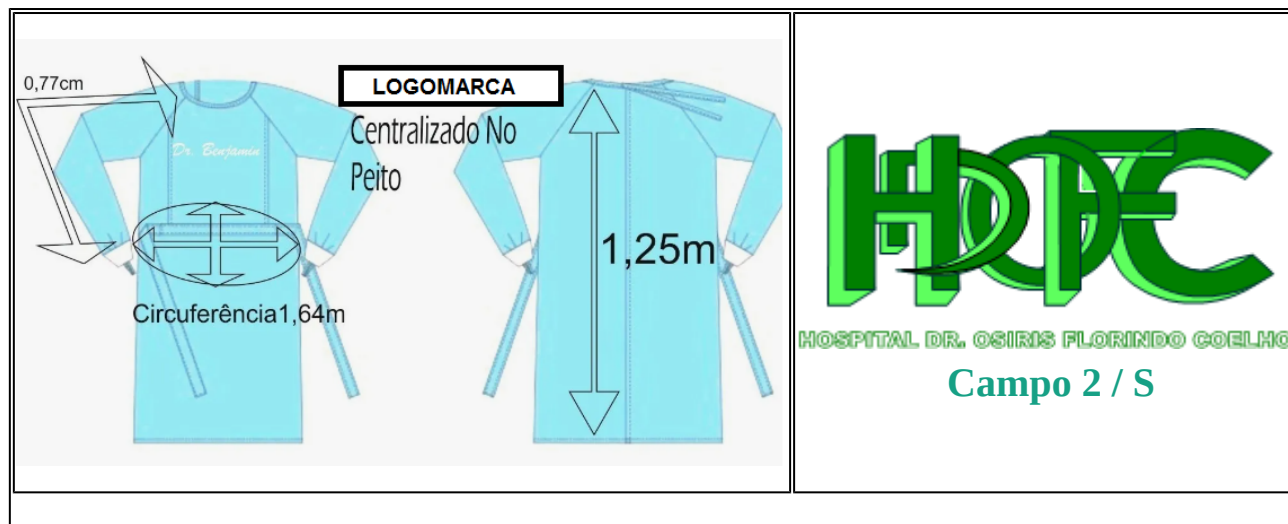 0,77cm
LOGOMARCA
Centralizado No
Peito
Dr. Benjamin
Circuferência1,64m
1,25m
HDOFC
HOSPITAL DR. OSIRIS FLORINDO COELHO
Campo 2 / S